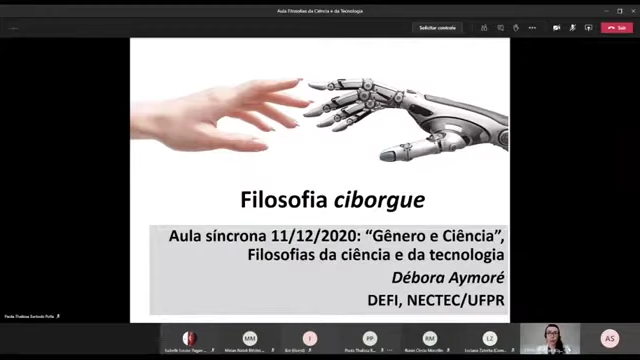 Aula Filosofias da Ciência e da Tecnologia
Solicitar controle
Sair
Filosofia ciborgue
Aula síncrona 11/12/2020: “Gênero e Ciência”,
Filosofias da ciência e da tecnologia
Débora Aymoré
DEFI, NECTEC/UFPR
MM
I
PP
RM
LZ
AS